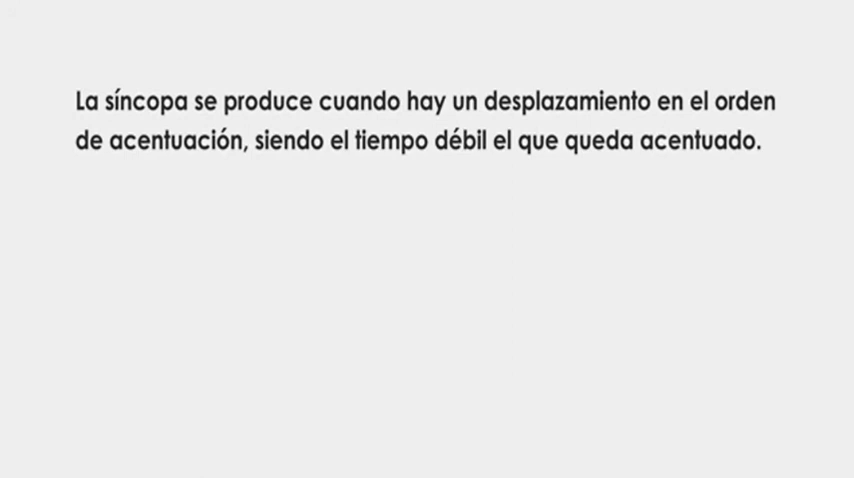 La síncopa se produce cuando hay un desplazamiento en el orden
de acentuación, siendo el tiempo débil el que queda acentuado.